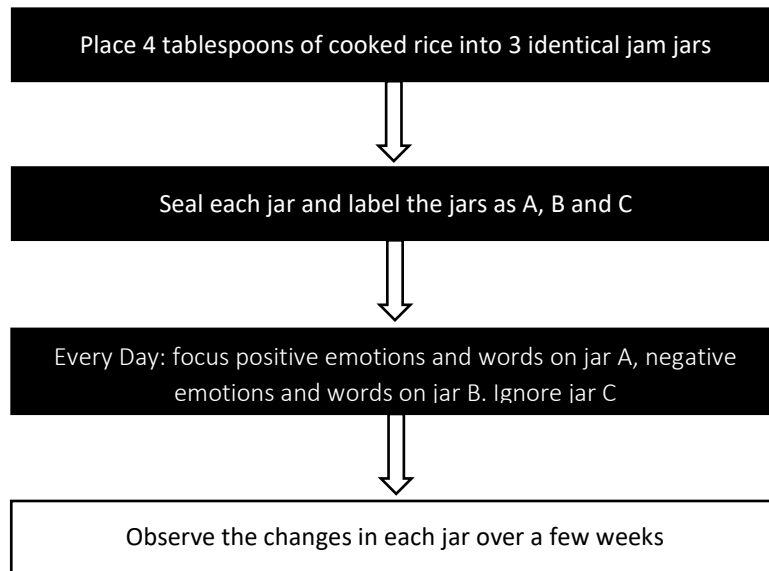 Place 4 tablespoons of cooked rice into 3 identical jam jars
Seal each jar and label the jars as A, B and C
Every Day: focus positive emotions and words on jar A, negative
emotions and words on jar B. Ignore jar C
Observe the changes in each jar over a few weeks